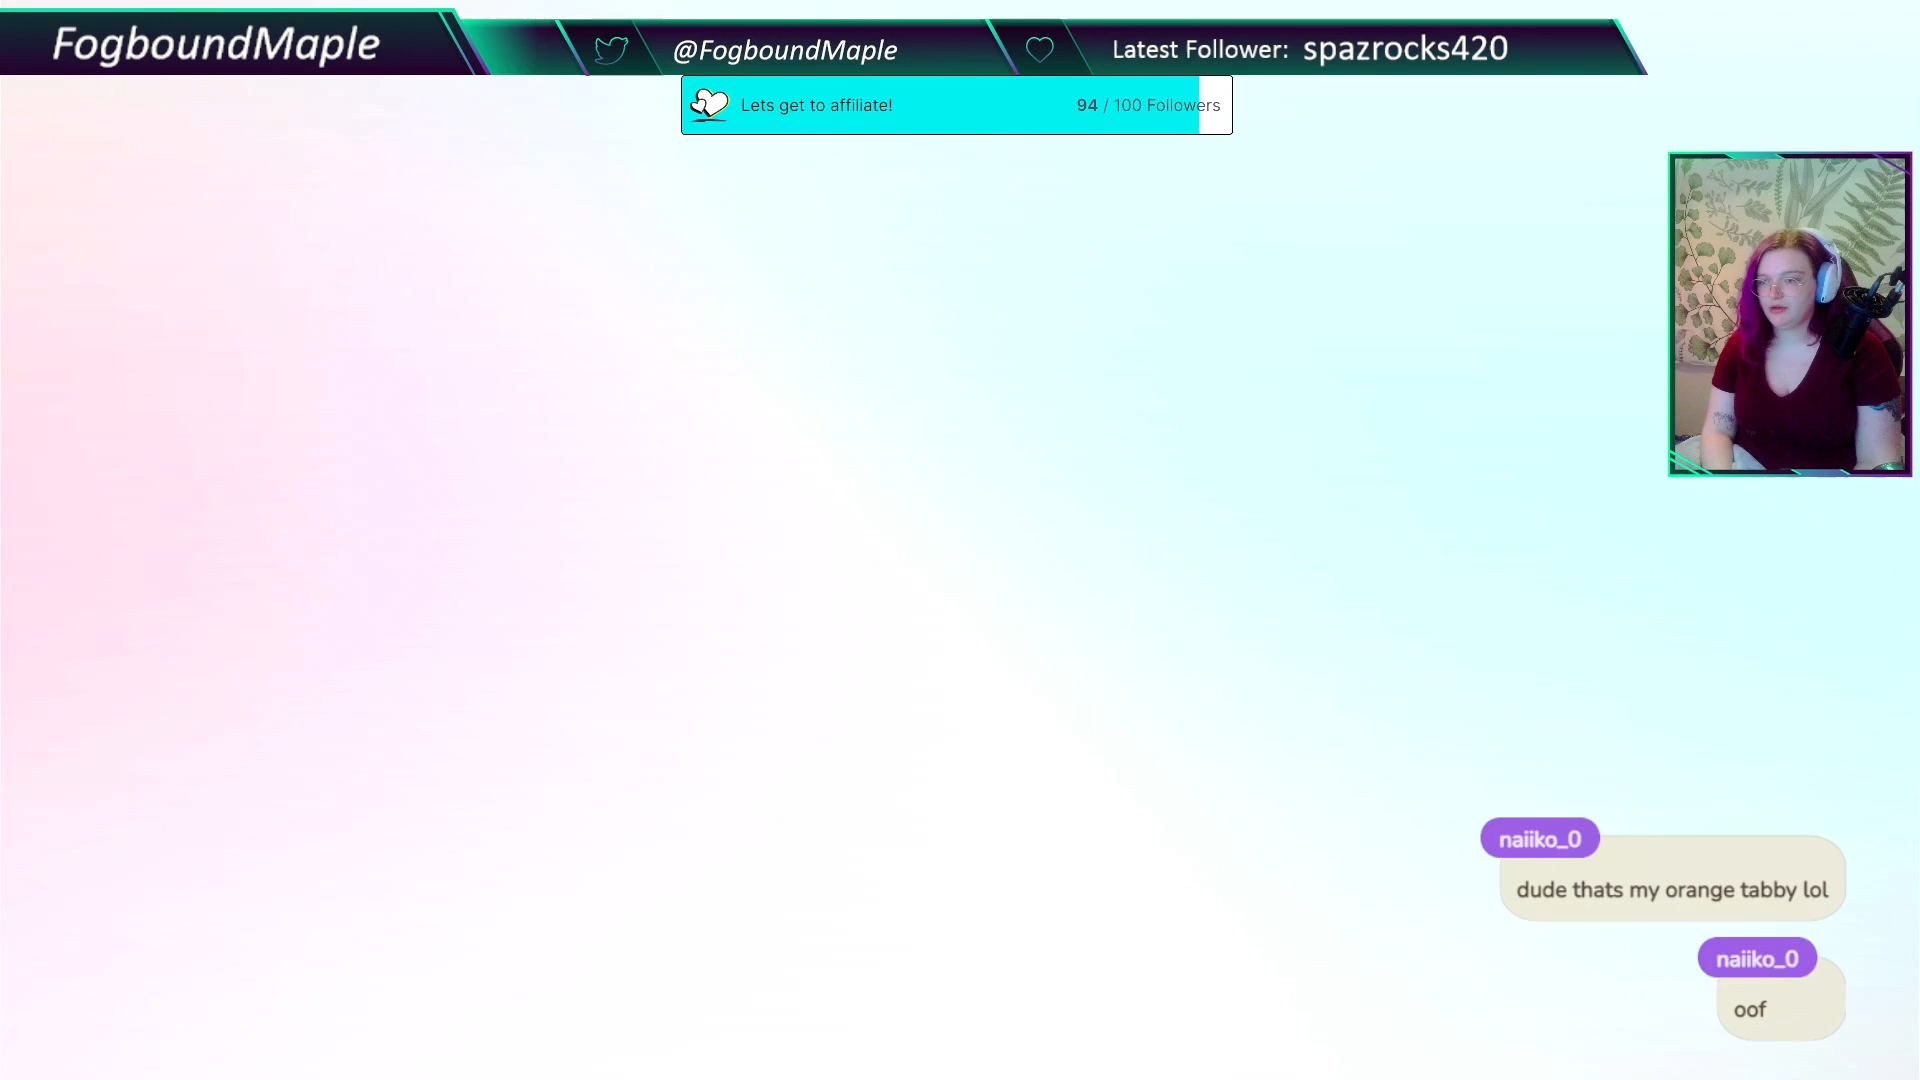 FogboundMaple
@FogboundMaple
Latest Follower: spazrocks420
Lets get to affiliate!
94 / 100 Followers
naiiko_0
dude thats my orange tabby lol
naiiko_0
oof